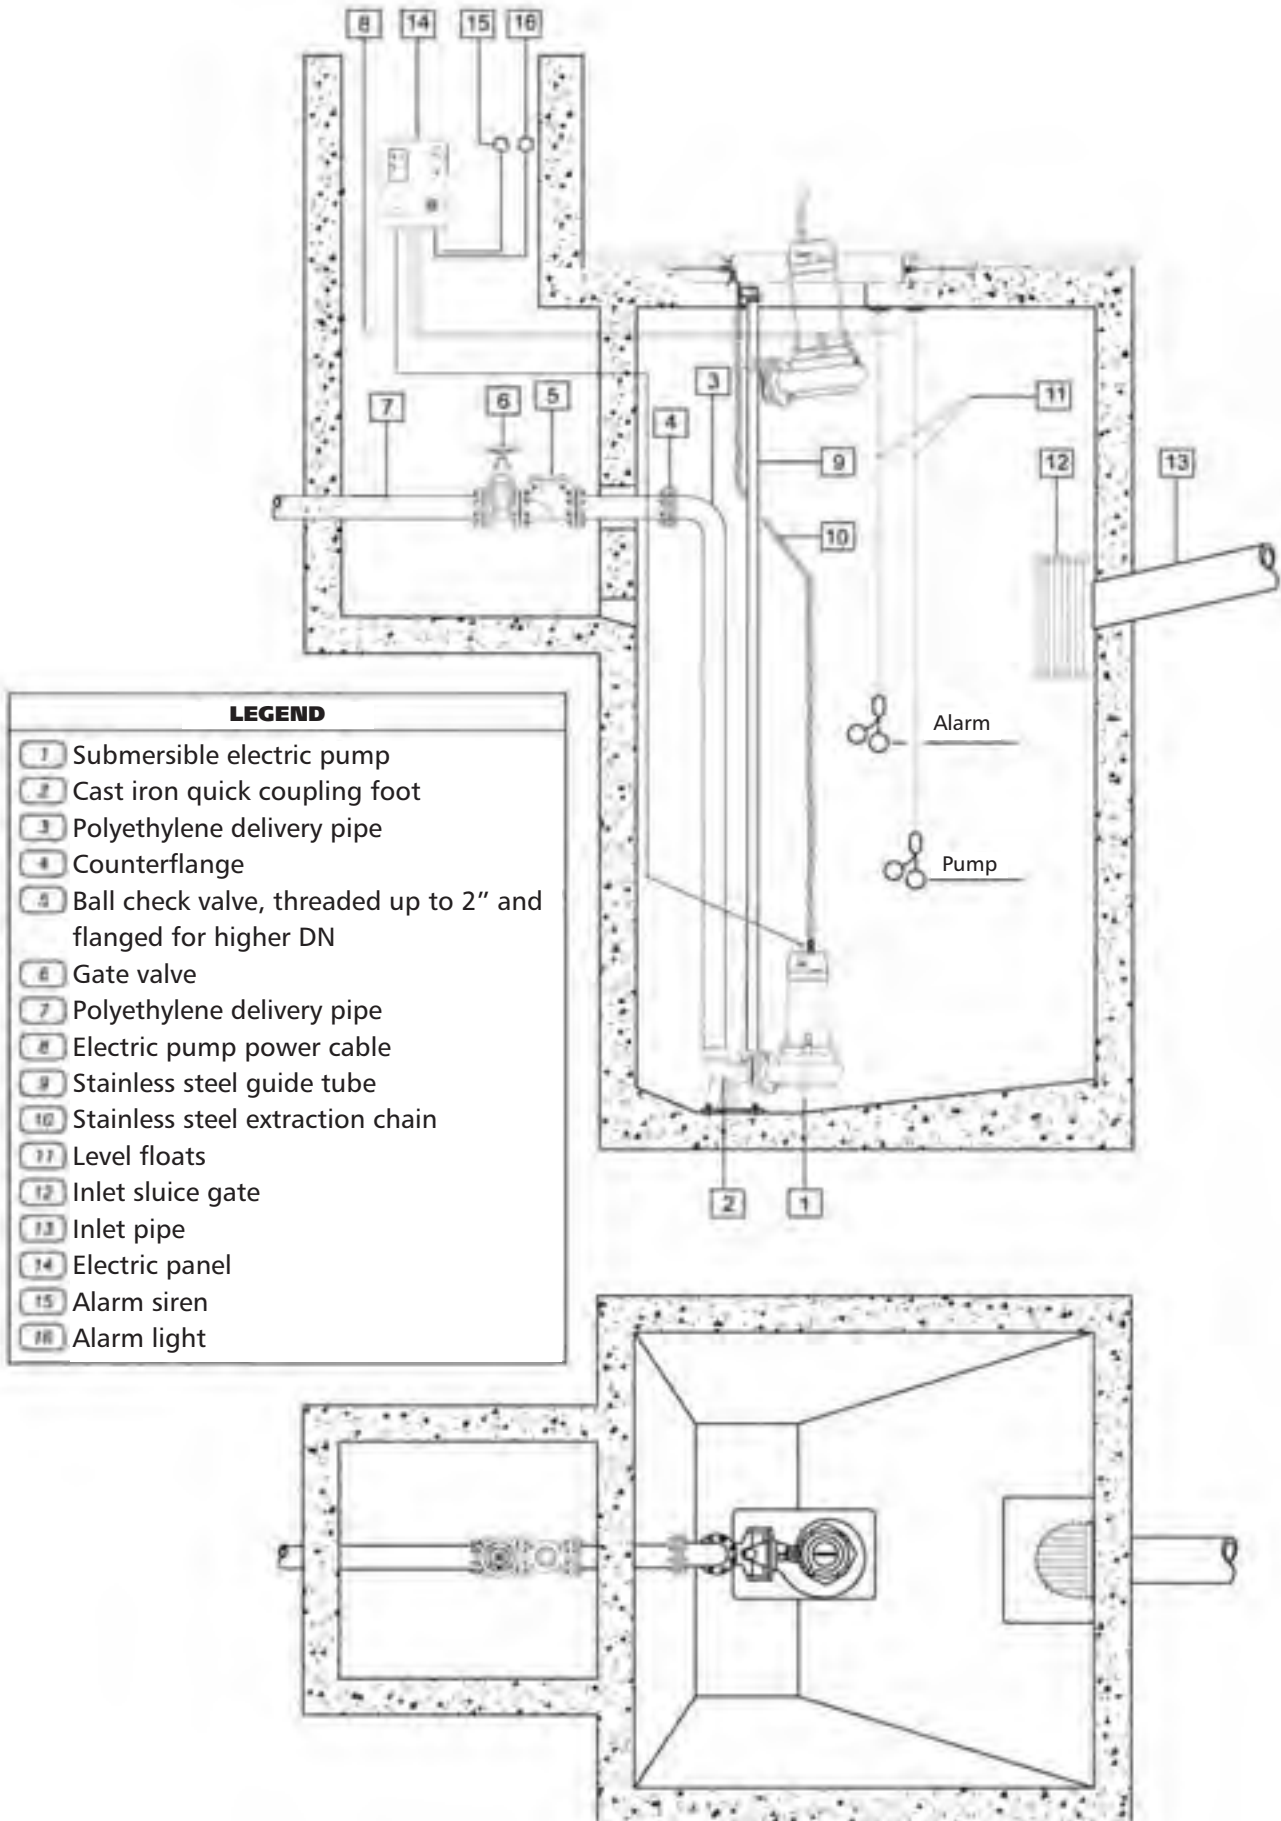 8 14 15 16
3
7 6 5 4 11
9 12 13
10
Alarm
Pump
2 1
LEGEND
1 Submersible electric pump
2 Cast iron quick coupling foot
3 Polyethylene delivery pipe
4 Counterflange
5 Ball check valve, threaded up to 2” and
flanged for higher DN
6 Gate valve
7 Polyethylene delivery pipe
8 Electric pump power cable
9 Stainless steel guide tube
10 Stainless steel extraction chain
11 Level floats
12 Inlet sluice gate
13 Inlet pipe
14 Electric panel
15 Alarm siren
16 Alarm light